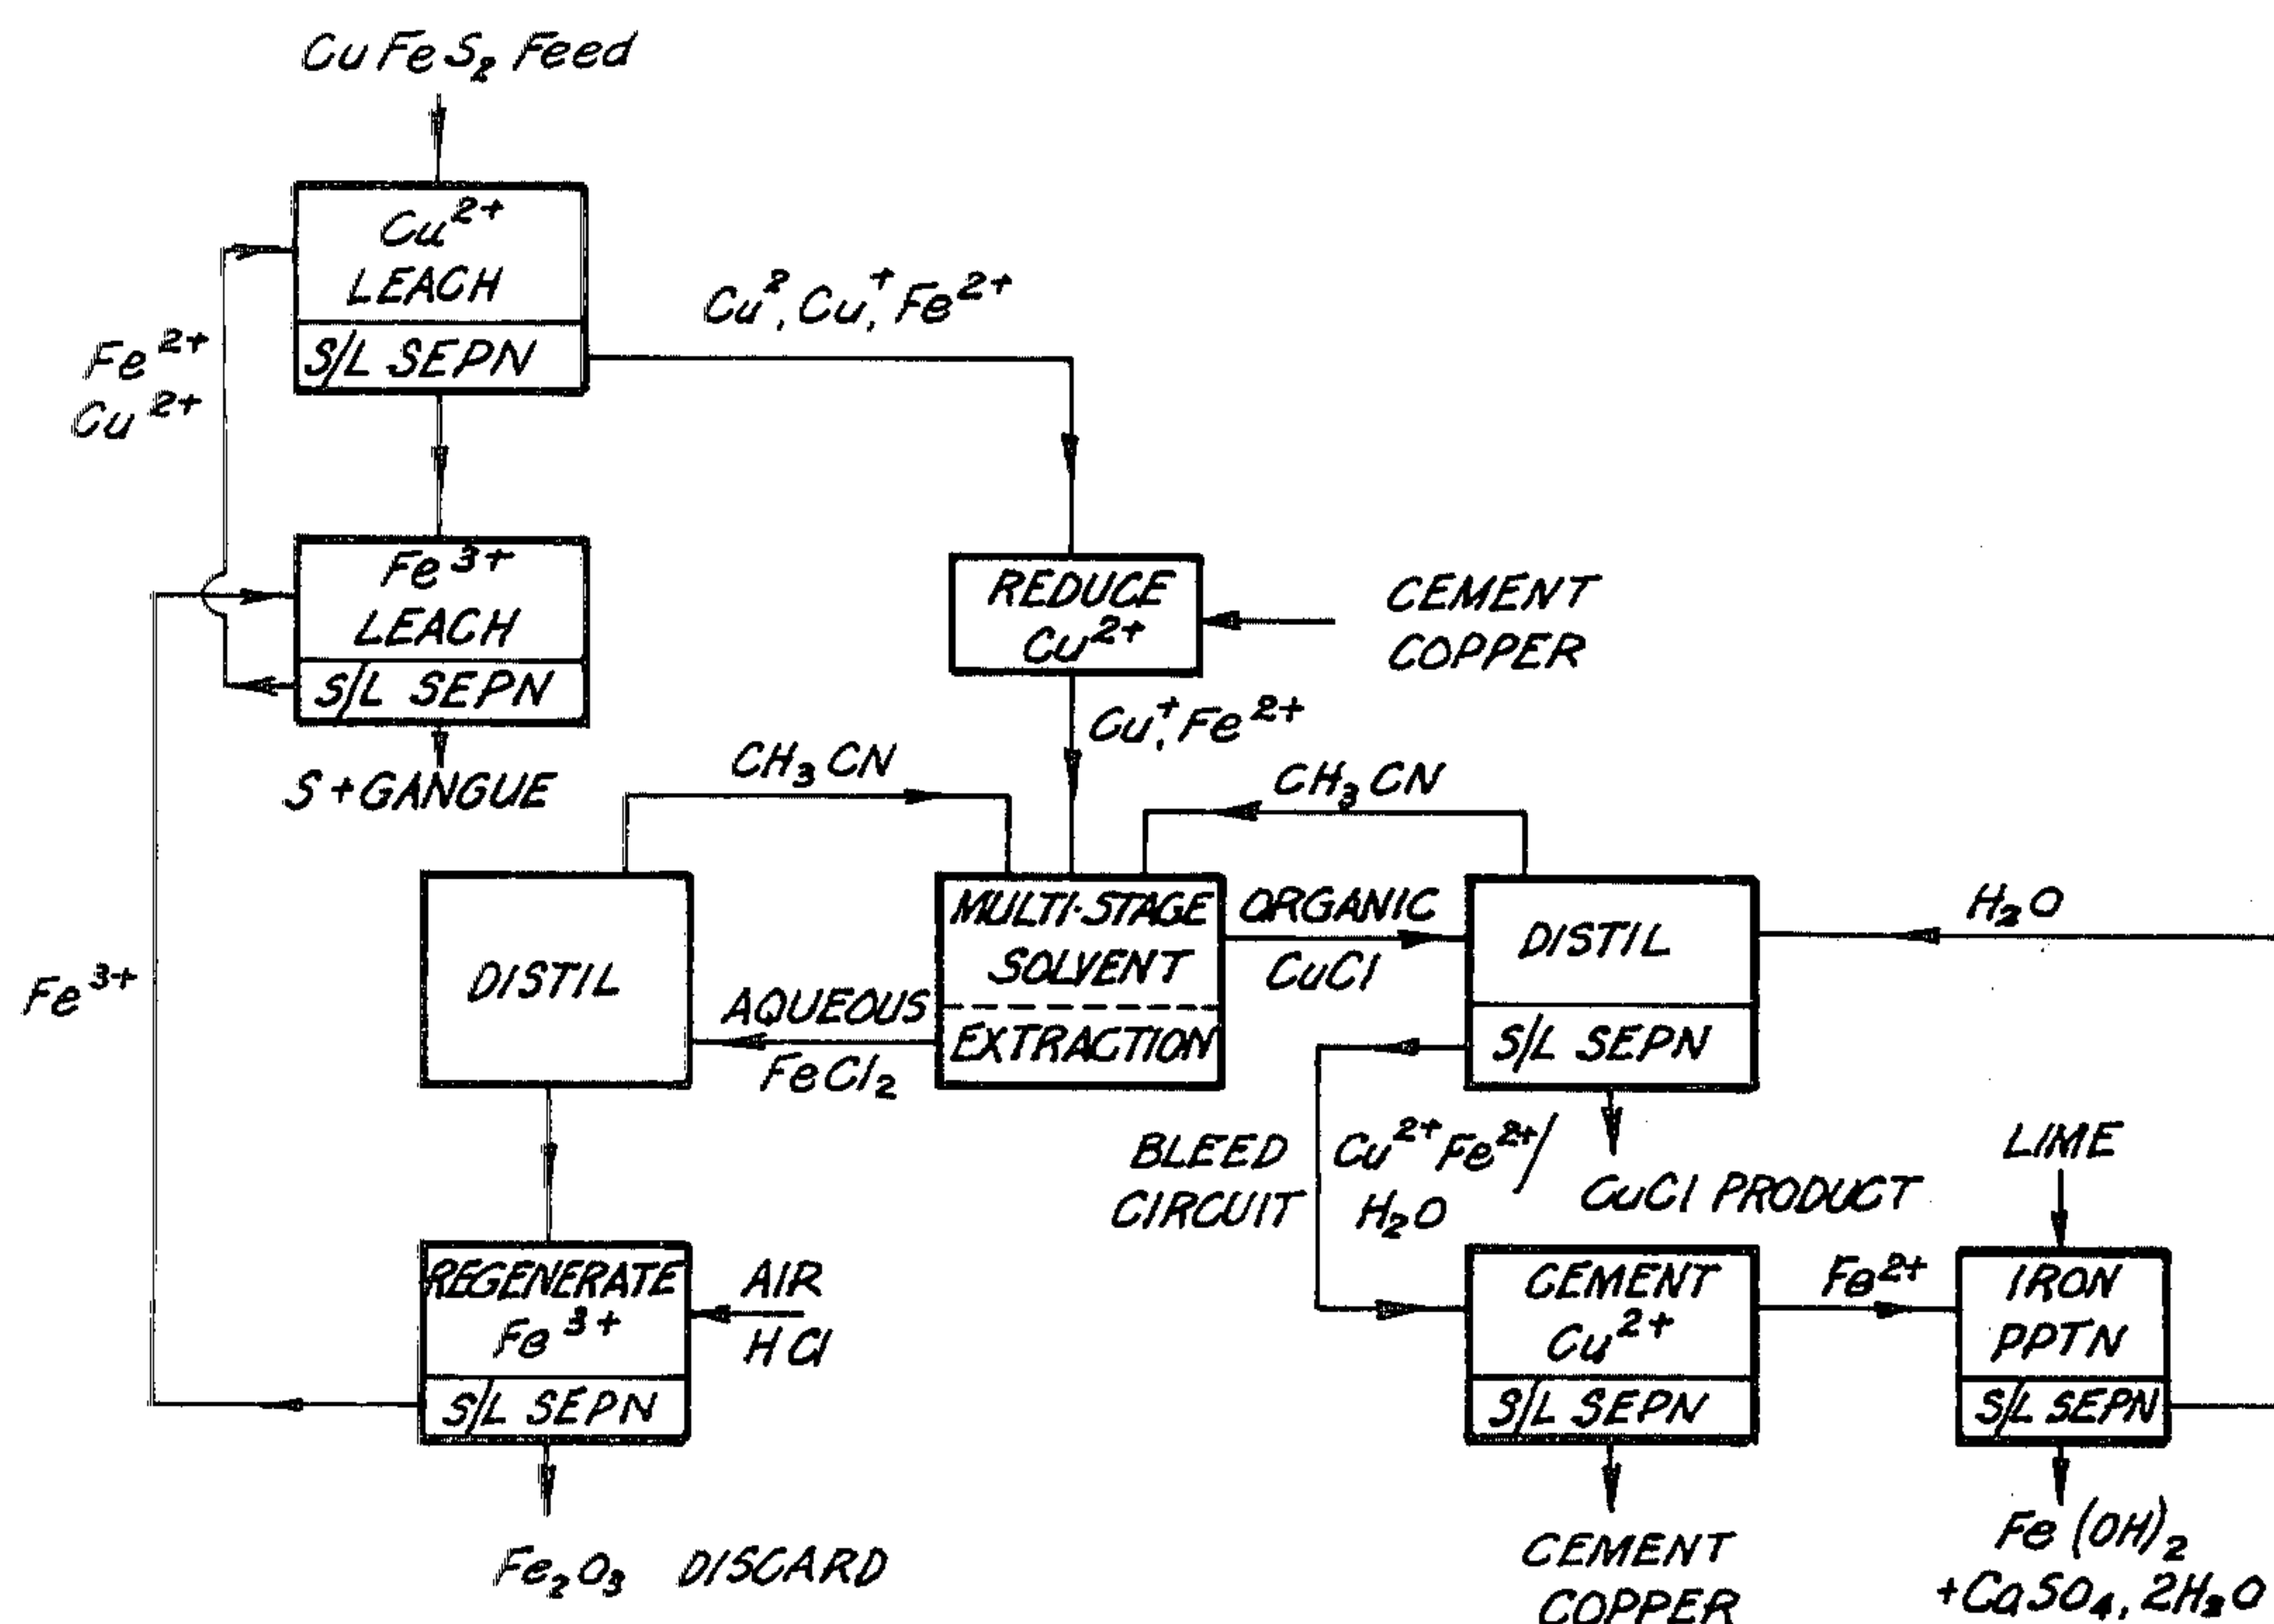 CuFeS₂ Feed
Cu²⁺
LEACH
S/L SEPN
Fe²⁺
Cu²⁺
Cu², Cu⁺, Fe²⁺
Fe³⁺
LEACH
S/L SEPN
S+GANGUE
REDUCE
Cu²⁺
CEMENT
COPPER
Cu⁺, Fe²⁺
CH₃CN
CH₃CN
DISTIL
MULTI-STAGE
SOLVENT
EXTRACTION
ORGANIC
CuCl
AQUEOUS
FeCl₂
DISTIL
S/L SEPN
H₂O
Fe³⁺
BLEED
CIRCUIT
Cu²⁺Fe²⁺/
H₂O
CuCl PRODUCT
LIME
REGENERATE
Fe³⁺
S/L SEPN
AIR
HCl
CEMENT
Cu²⁺
S/L SEPN
Fe²⁺
IRON
PPTN
S/L SEPN
Fe₂O₃ DISCARD
CEMENT
COPPER
Fe(OH)₂
+CaSO₄, 2H₂O